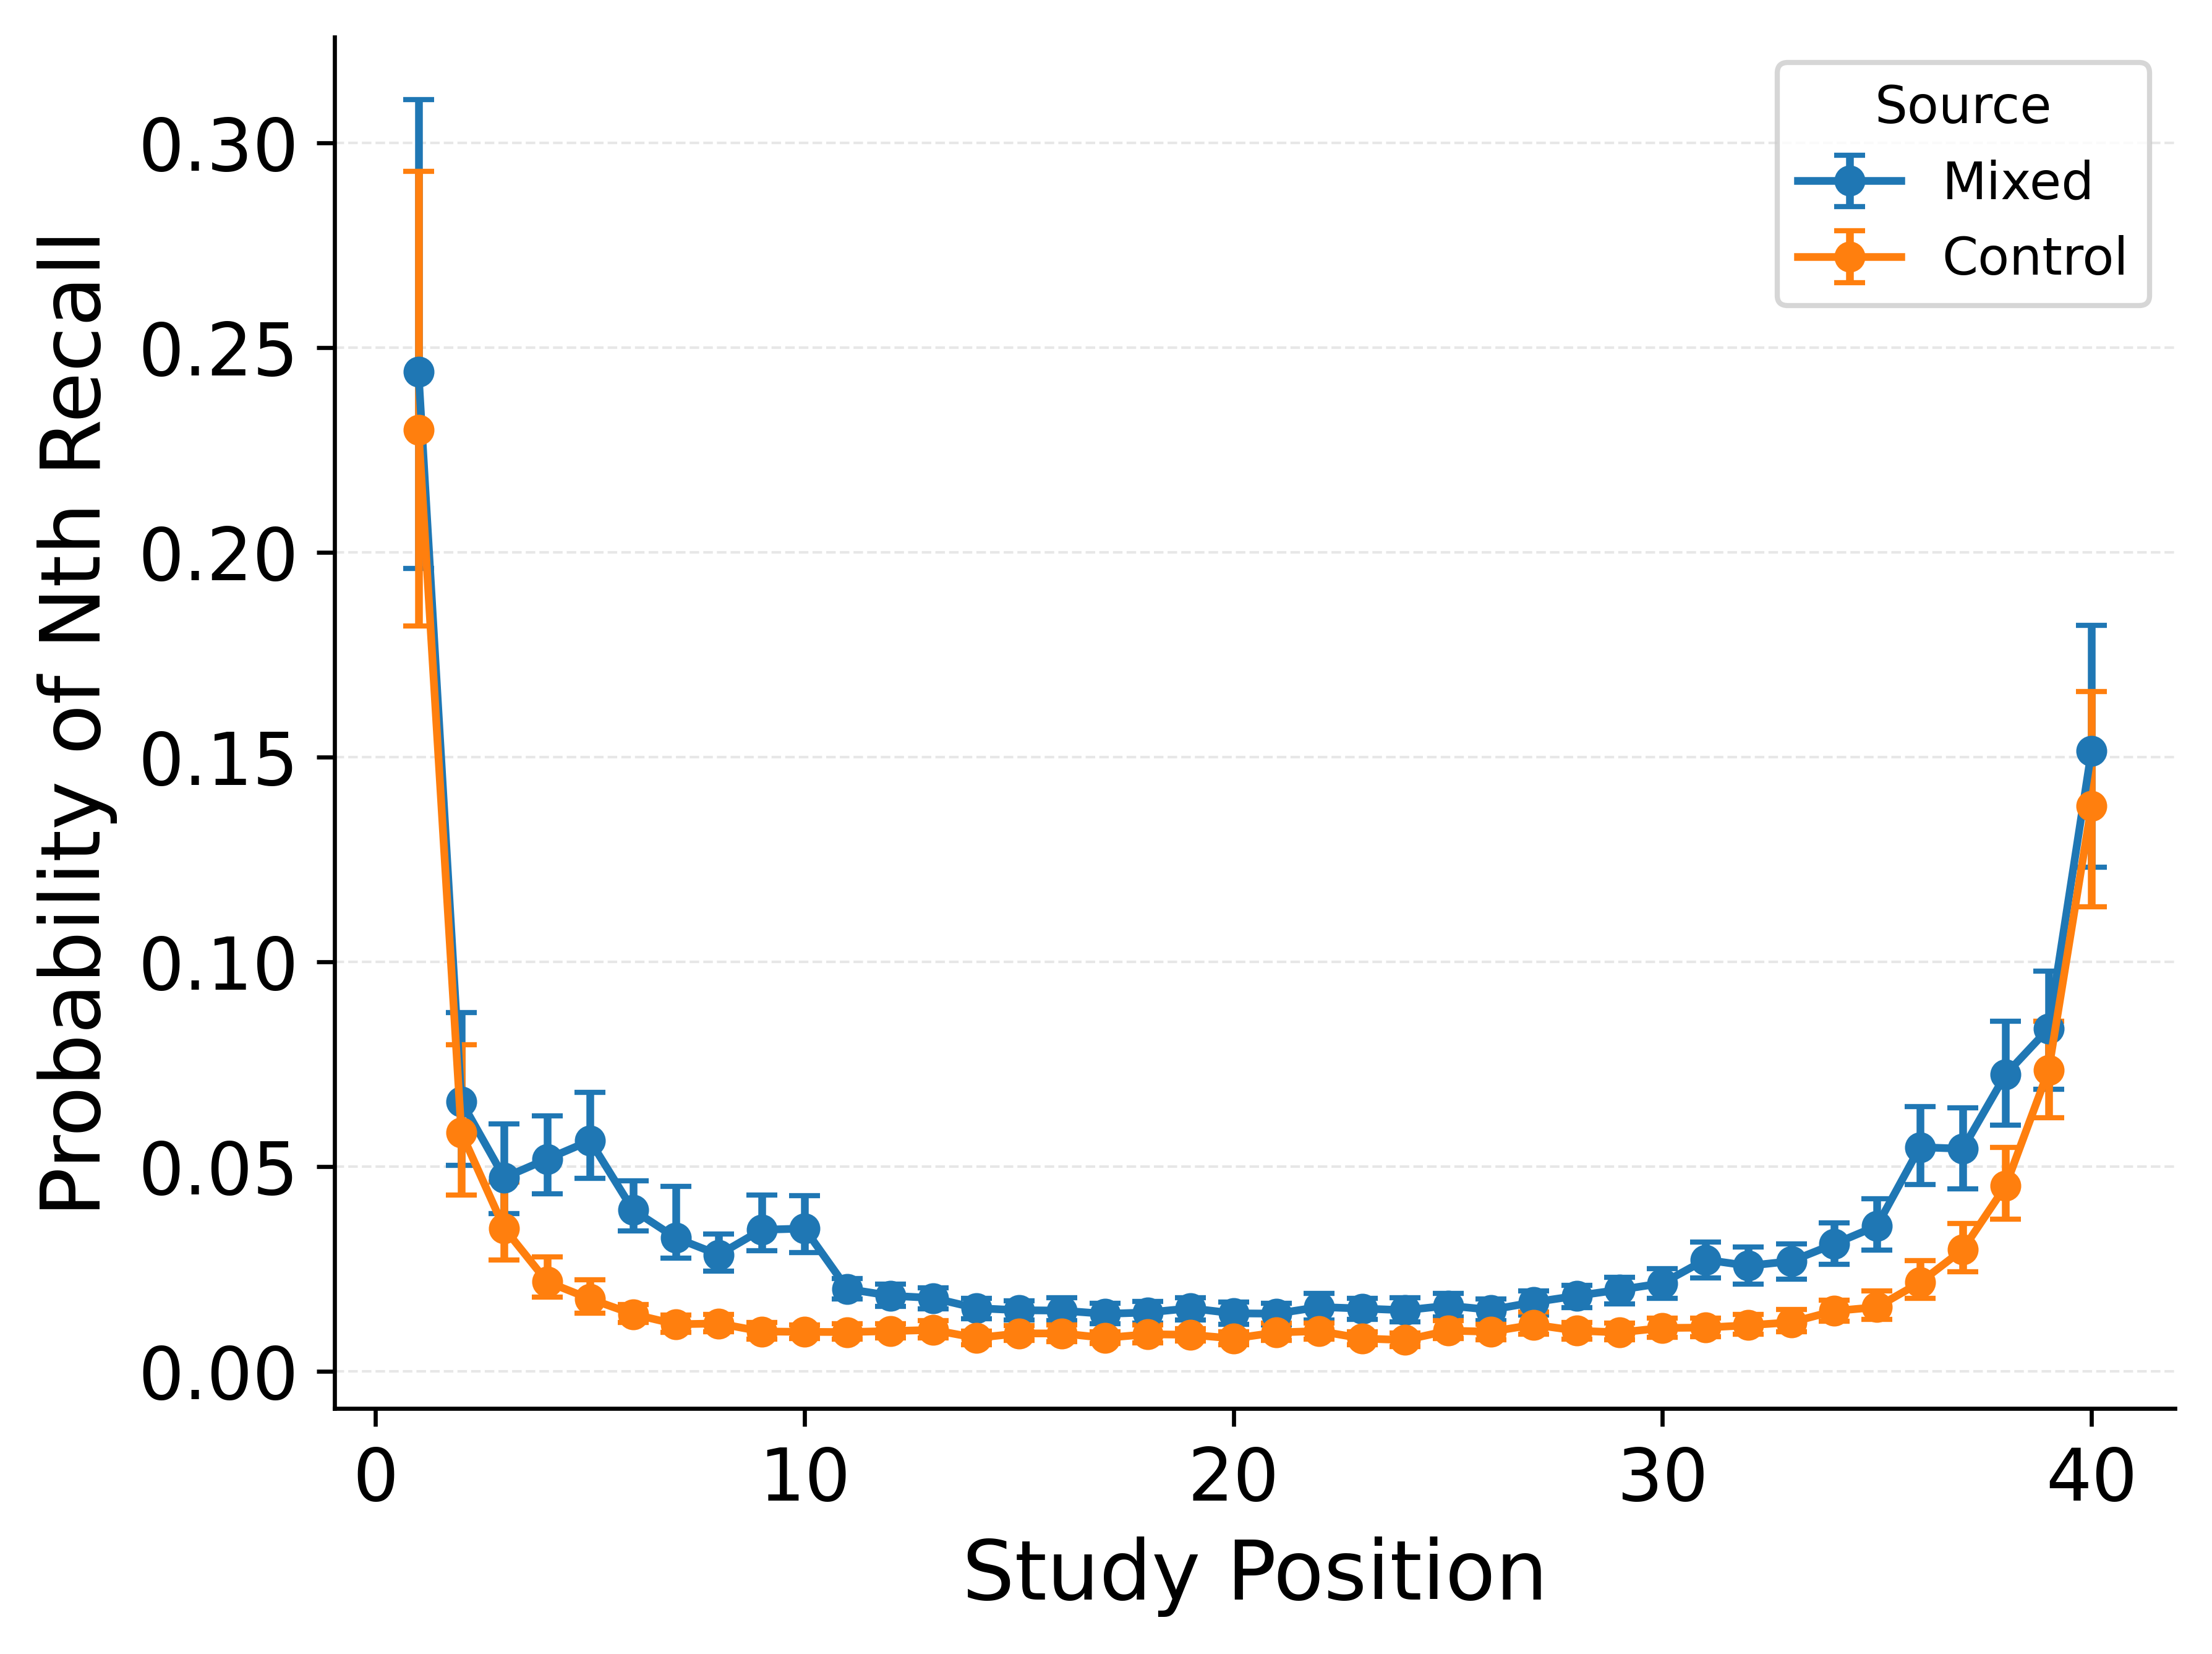 Probability of Nth Recall
0.30
0.25
0.20
0.15
0.10
0.05
0.00
0
10
20
30
40
Study Position
Source
Mixed
Control